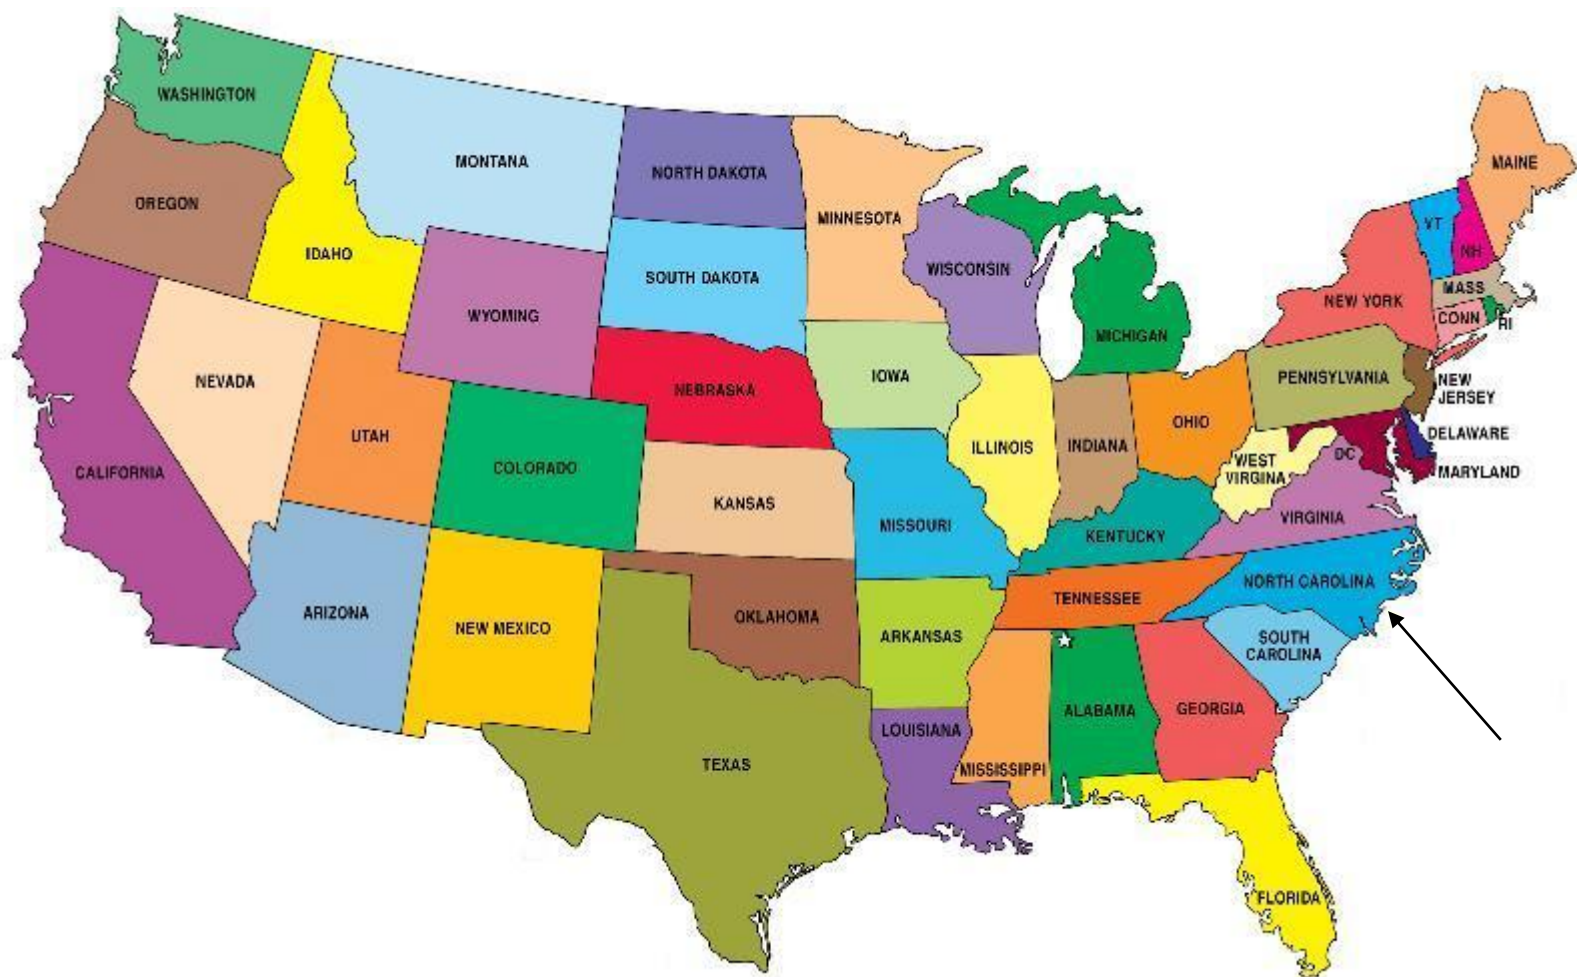 WASHINGTON
MONTANA
NORTH DAKOTA
MAINE
OREGON
MINNESOTA
VT
NH
IDAHO
WISCONSIN
SOUTH DAKOTA
MASS
NEW YORK
WYOMING
CONN
RI
MICHIGAN
NEVADA
NEBRASKA
IOWA
PENNSYLVANIA
NEW
JERSEY
UTAH
OHIO
DELAWARE
ILLINOIS
INDIANA
DC
CALIFORNIA
COLORADO
WEST
VIRGINA
MARYLAND
KANSAS
MISSOURI
VIRGINIA
KENTUCKY
NORTH CAROLINA
TENNESSEE
ARIZONA
NEW MEXICO
OKLAHOMA
ARKANSAS
SOUTH
CAROLINA
ALABAMA
GEORGIA
LOUISIANA
TEXAS
MISSISSIPPI
FLORIDA